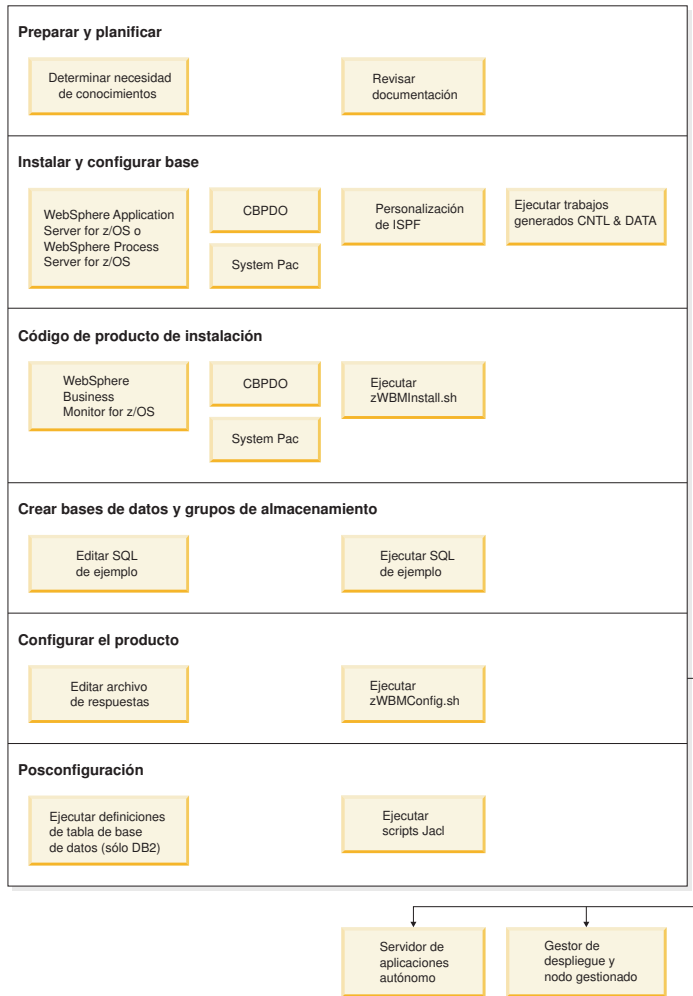 Preparar y planificar
Determinar necesidad
de conocimientos
Revisar
documentación
Instalar y configurar base
WebSphere Application
Server for z/OS o
WebSphere Process
Server for z/OS
CBPDO
System Pac
Personalización
de ISPF
Ejecutar trabajos
generados CNTL & DATA
Código de producto de instalación
WebSphere
Business
Monitor for z/OS
CBPDO
System Pac
Ejecutar
zWBMInstall.sh
Crear bases de datos y grupos de almacenamiento
Editar SQL
de ejemplo
Ejecutar SQL
de ejemplo
Configurar el producto
Editar archivo
de respuestas
Ejecutar
zWBMConfig.sh
Posconfiguración
Ejecutar definiciones
de tabla de base
de datos (sólo DB2)
Ejecutar
scripts Jacl
Servidor de
aplicaciones
autónomo
Gestor de
despliegue y
nodo gestionado